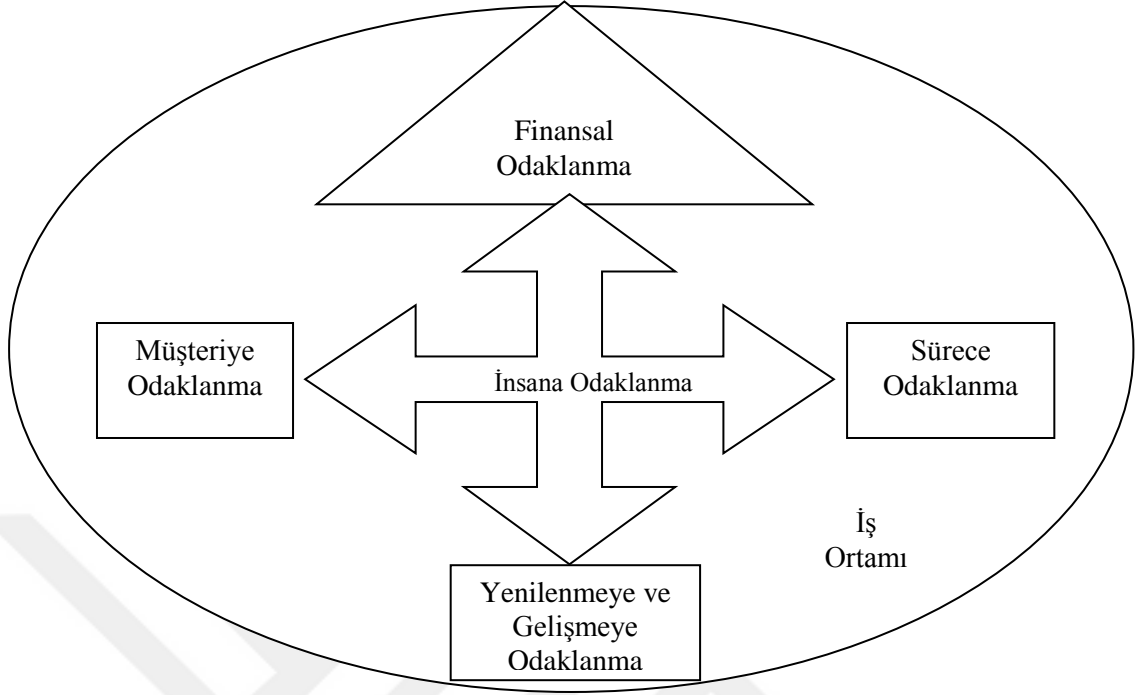 Finansal
Odaklanma
Müşteriye
Odaklanma
İnsana Odaklanma
Sürece
Odaklanma
İş
Ortamı
Yenilenmeye ve
Gelişmeye
Odaklanma